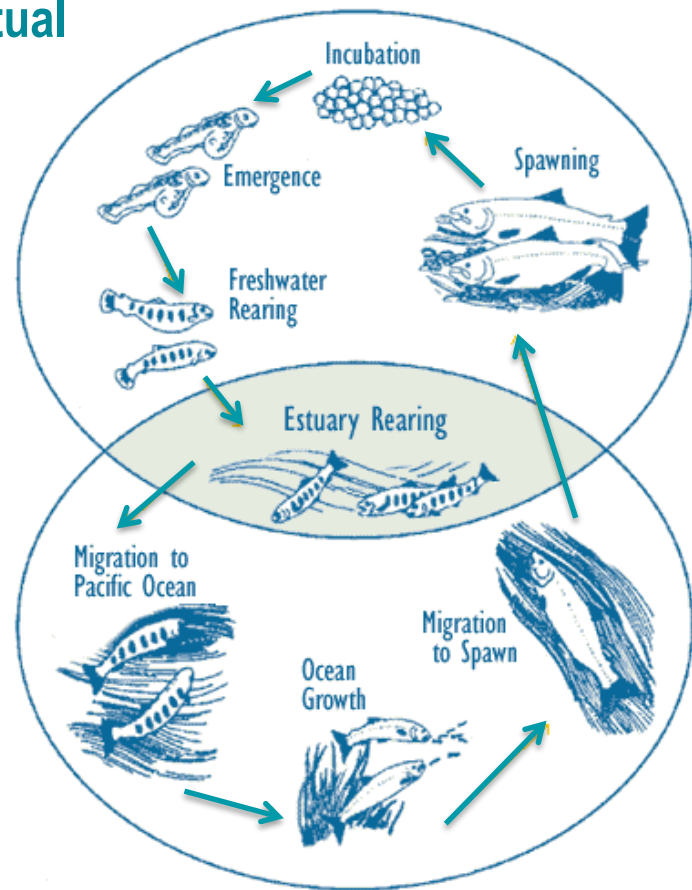 tual
Incubation
Emergence
Spawning
Freshwater
Rearing
Estuary Rearing
Migration to
Pacific Ocean
Migration
to Spawn
Ocean
Growth